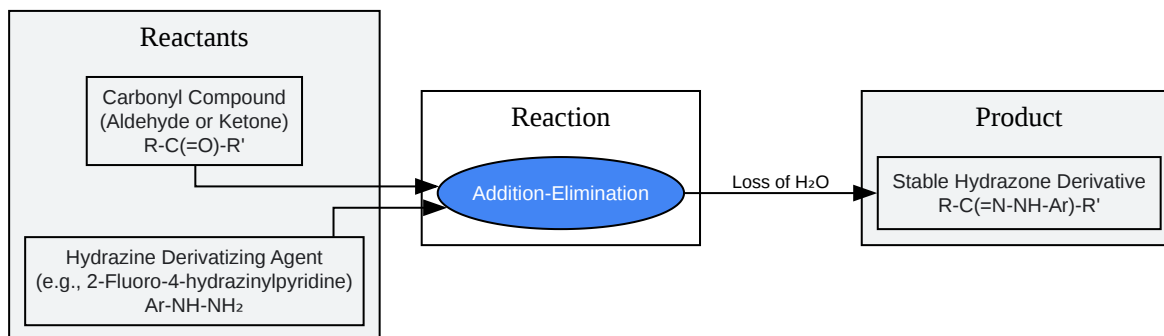 Reactants
Carbonyl Compound
(Aldehyde or Ketone)
R-C(=O)-R'
Hydrazine Derivatizing Agent
(e.g., 2-Fluoro-4-hydrazinylpyridine)
Ar-NH-NH₂
Reaction
Addition-Elimination
Loss of H₂O
Product
Stable Hydrazone Derivative
R-C(=N-NH-Ar)-R'